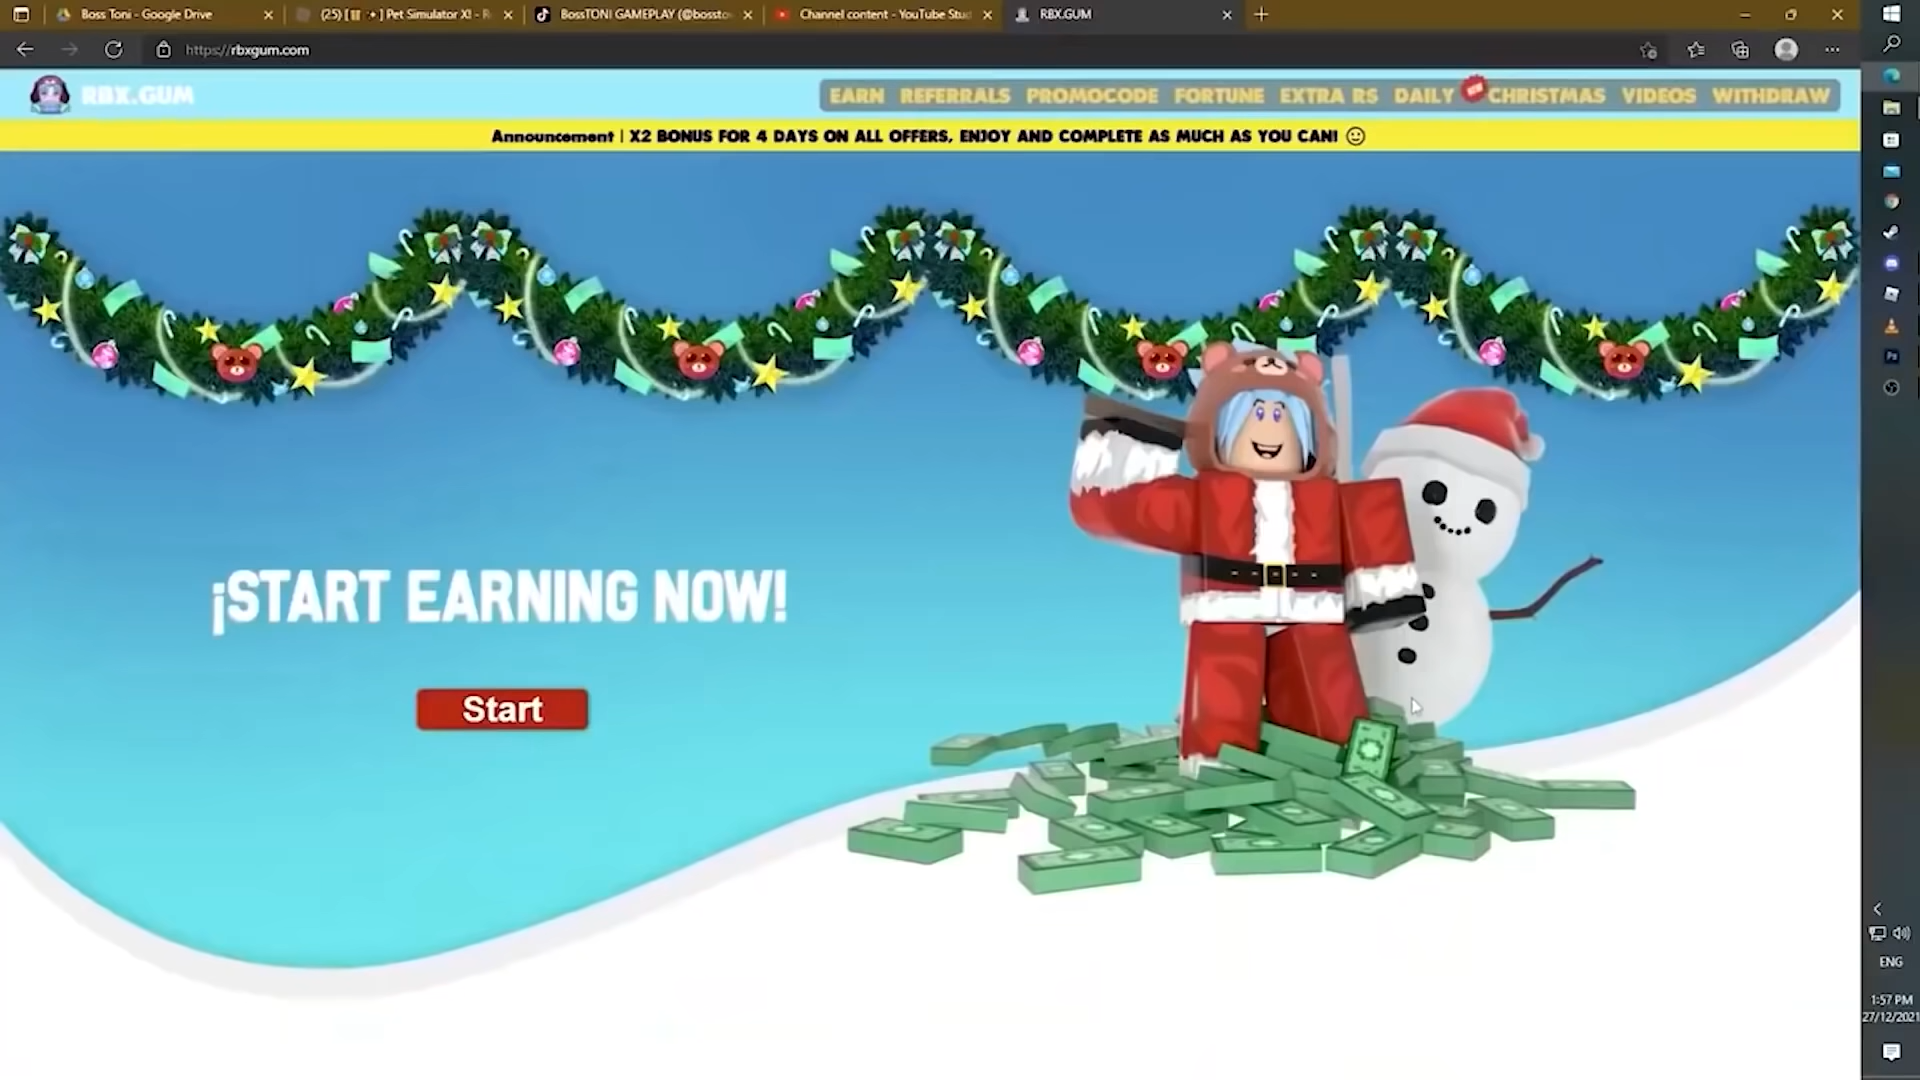 Boss Toni - Google Drive
Pet Simulator X! - R
BossTONI GAMEPLAY (@bossto
Channel content - YouTube Stud
RBX.GUM
https://rbxgum.com
RBX.GUM
EARN REFERRALS PROMOCODE FORTUNE EXTRA RS DAILY CHRISTMAS VIDEOS WITHDRAW
Announcement | X2 BONUS FOR 4 DAYS ON ALL OFFERS, ENJOY AND COMPLETE AS MUCH AS YOU CAN!
¡START EARNING NOW!
Start
ENG
1:57 PM
27/12/2021